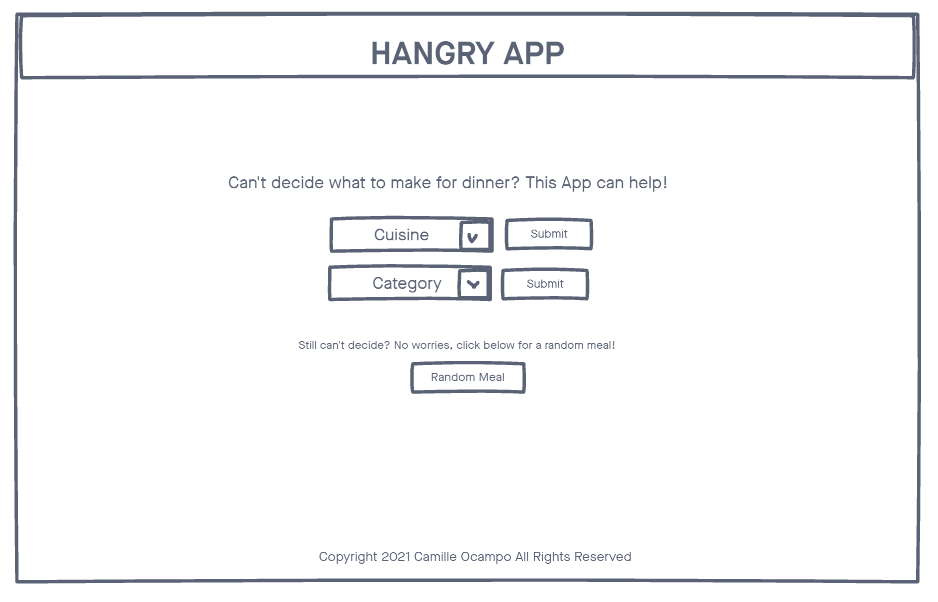 HANGRY APP
Can't decide what to make for dinner? This App can help!
Cuisine
Submit
Category
Submit
Still can't decide? No worries, click below for a random meal!
Random Meal
Copyright 2021 Camille Ocampo All Rights Reserved